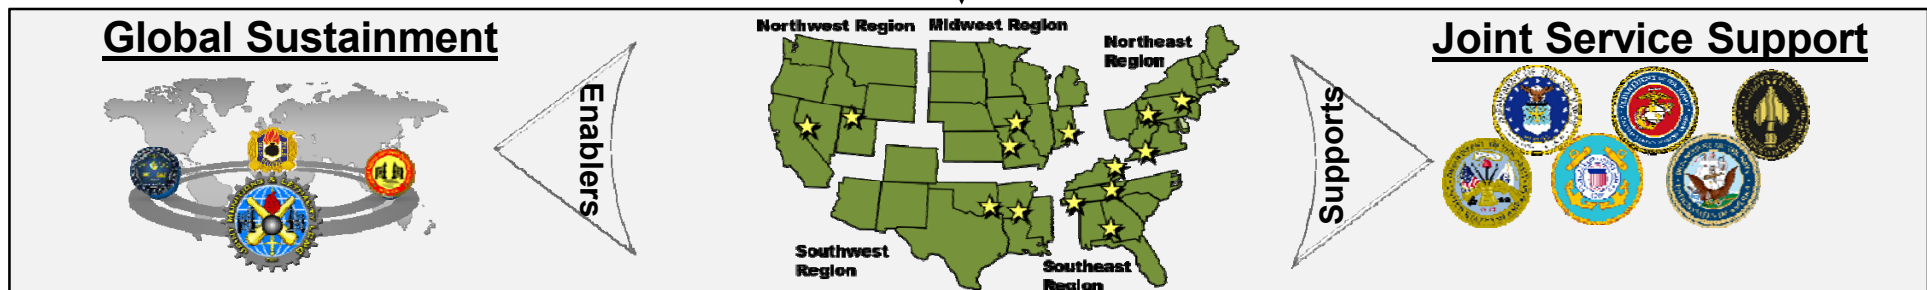 Global Sustainment
Enablers
Northwest Region
Midwest Region
Northeast
Region
Southwest
Region
Southeast
Region
Supports
Joint Service Support